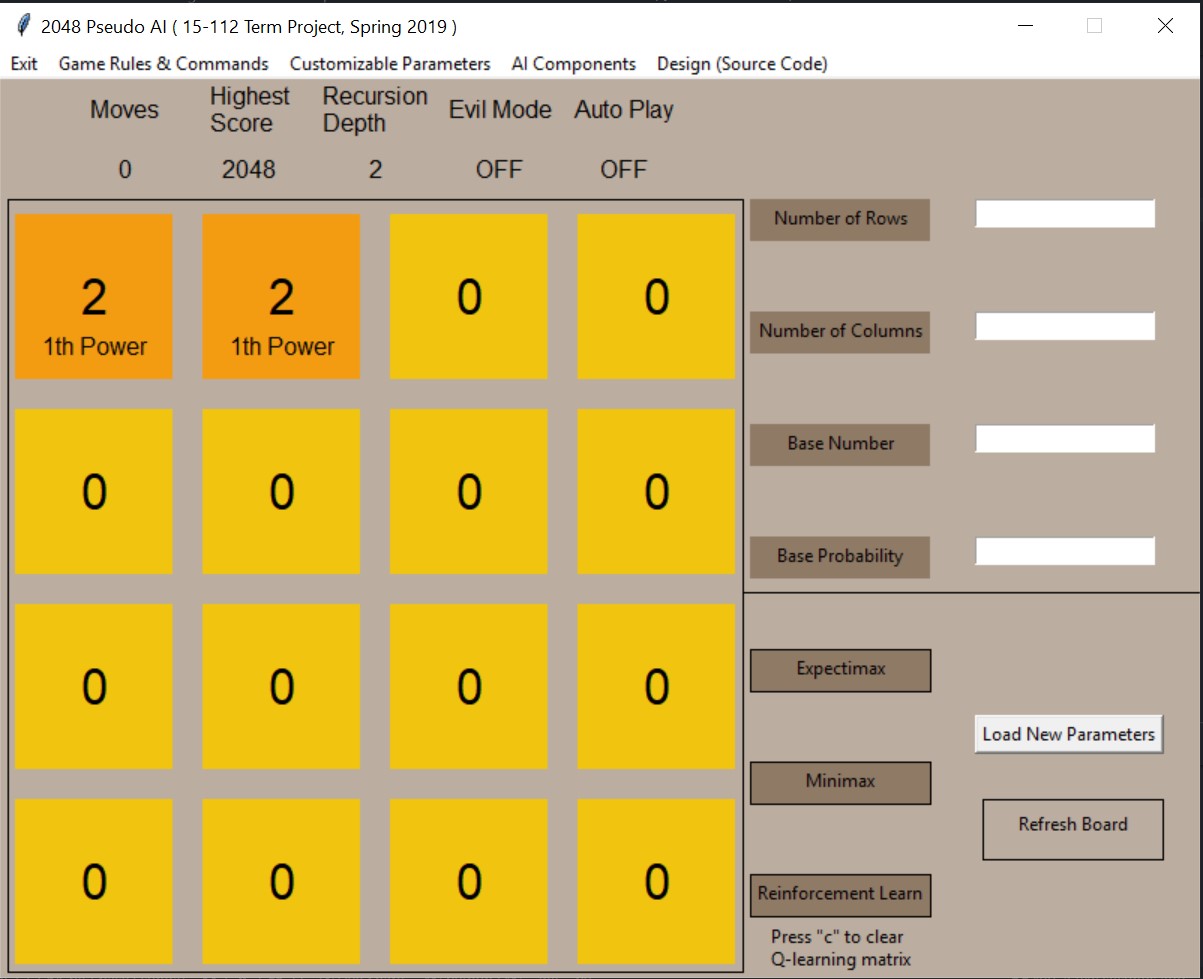 2048 Pseudo AI ( 15-112 Term Project, Spring 2019 )
Exit Game Rules & Commands Customizable Parameters AI Components Design (Source Code)
Moves
Highest
Score
Recursion
Depth
Evil Mode
Auto Play
0 2048 2 OFF OFF
2 2 0 0
1th Power 1th Power
0 0 0 0
0 0 0 0
0 0 0 0
Number of Rows
Number of Columns
Base Number
Base Probability
Expectimax
Minimax
Reinforcement Learn
Press "c" to clear
Q-learning matrix
Load New Parameters
Refresh Board